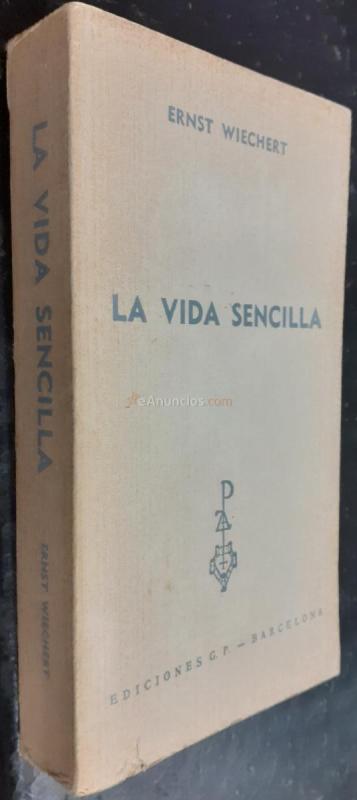 ERNST WIECHERT
LA VIDA SENCILLA
eAnuncios.com
P
EDICIONES G. P. — BARCELONA
LA VIDA SENCILLA
ERNST WIECHERT